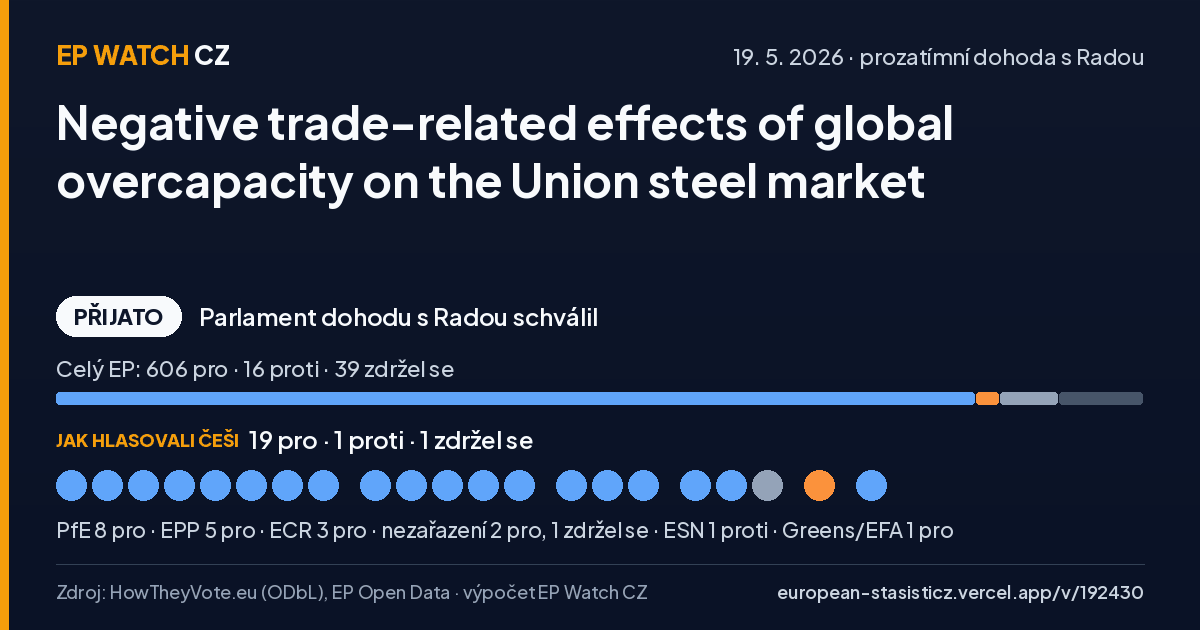 EP WATCH CZ
19. 5. 2026 · prozatímní dohoda s Radou
Negative trade-related effects of global
overcapacity on the Union steel market
PŘIJATO
Parlament dohodu s Radou schválil
Celý EP: 606 pro · 16 proti · 39 zdržel se
JAK HLASOVALI ČEŠI 19 pro · 1 proti · 1 zdržel se
PfE 8 pro · EPP 5 pro · ECR 3 pro · nezařazení 2 pro, 1 zdržel se · ESN 1 proti · Greens/EFA 1 pro
Zdroj: HowTheyVote.eu (ODbL), EP Open Data · výpočet EP Watch CZ
european-stasisticz.vercel.app/v/192430